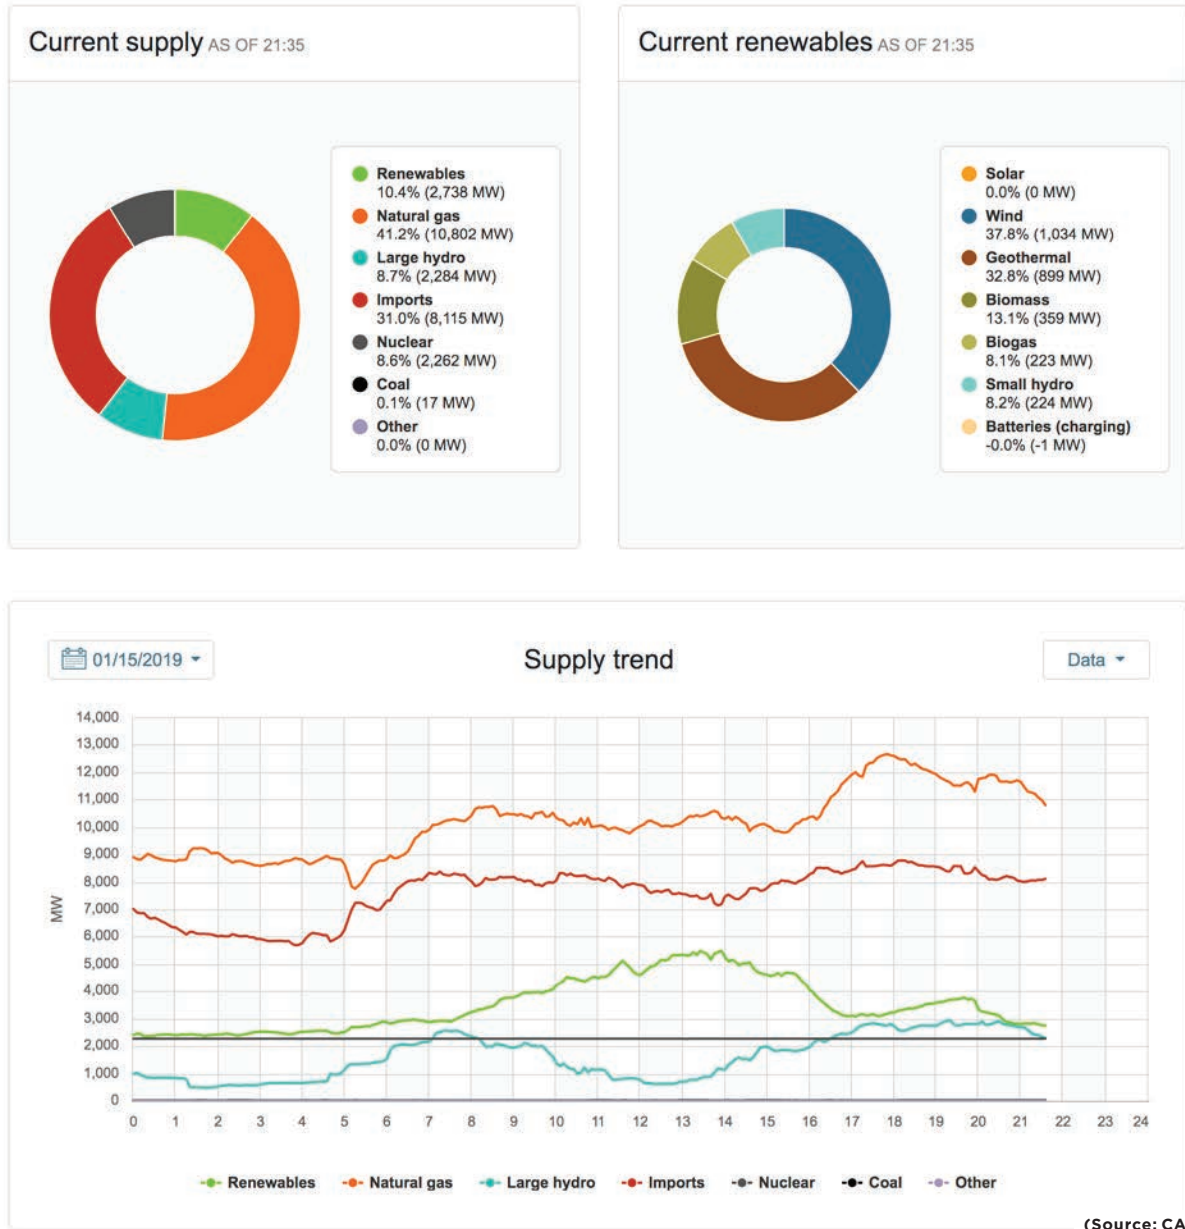 Current supply AS OF 21:35
Renewables
10.4% (2,738 MW)
Natural gas
41.2% (10,802 MW)
Large hydro
8.7% (2,284 MW)
Imports
31.0% (8,115 MW)
Nuclear
8.6% (2,262 MW)
Coal
0.1% (17 MW)
Other
0.0% (0 MW)
Current renewables AS OF 21:35
Solar
0.0% (0 MW)
Wind
37.8% (1,034 MW)
Geothermal
32.8% (899 MW)
Biomass
13.1% (359 MW)
Biogas
8.1% (223 MW)
Small hydro
8.2% (224 MW)
Batteries (charging)
-0.0% (-1 MW)
01/15/2019
Supply trend
Data
MW
14,000
13,000
12,000
11,000
10,000
9,000
8,000
7,000
6,000
5,000
4,000
3,000
2,000
1,000
0
0 1 2 3 4 5 6 7 8 9 10 11 12 13 14 15 16 17 18 19 20 21 22 23 24
Renewables Natural gas Large hydro Imports Nuclear Coal Other
(Source: CA